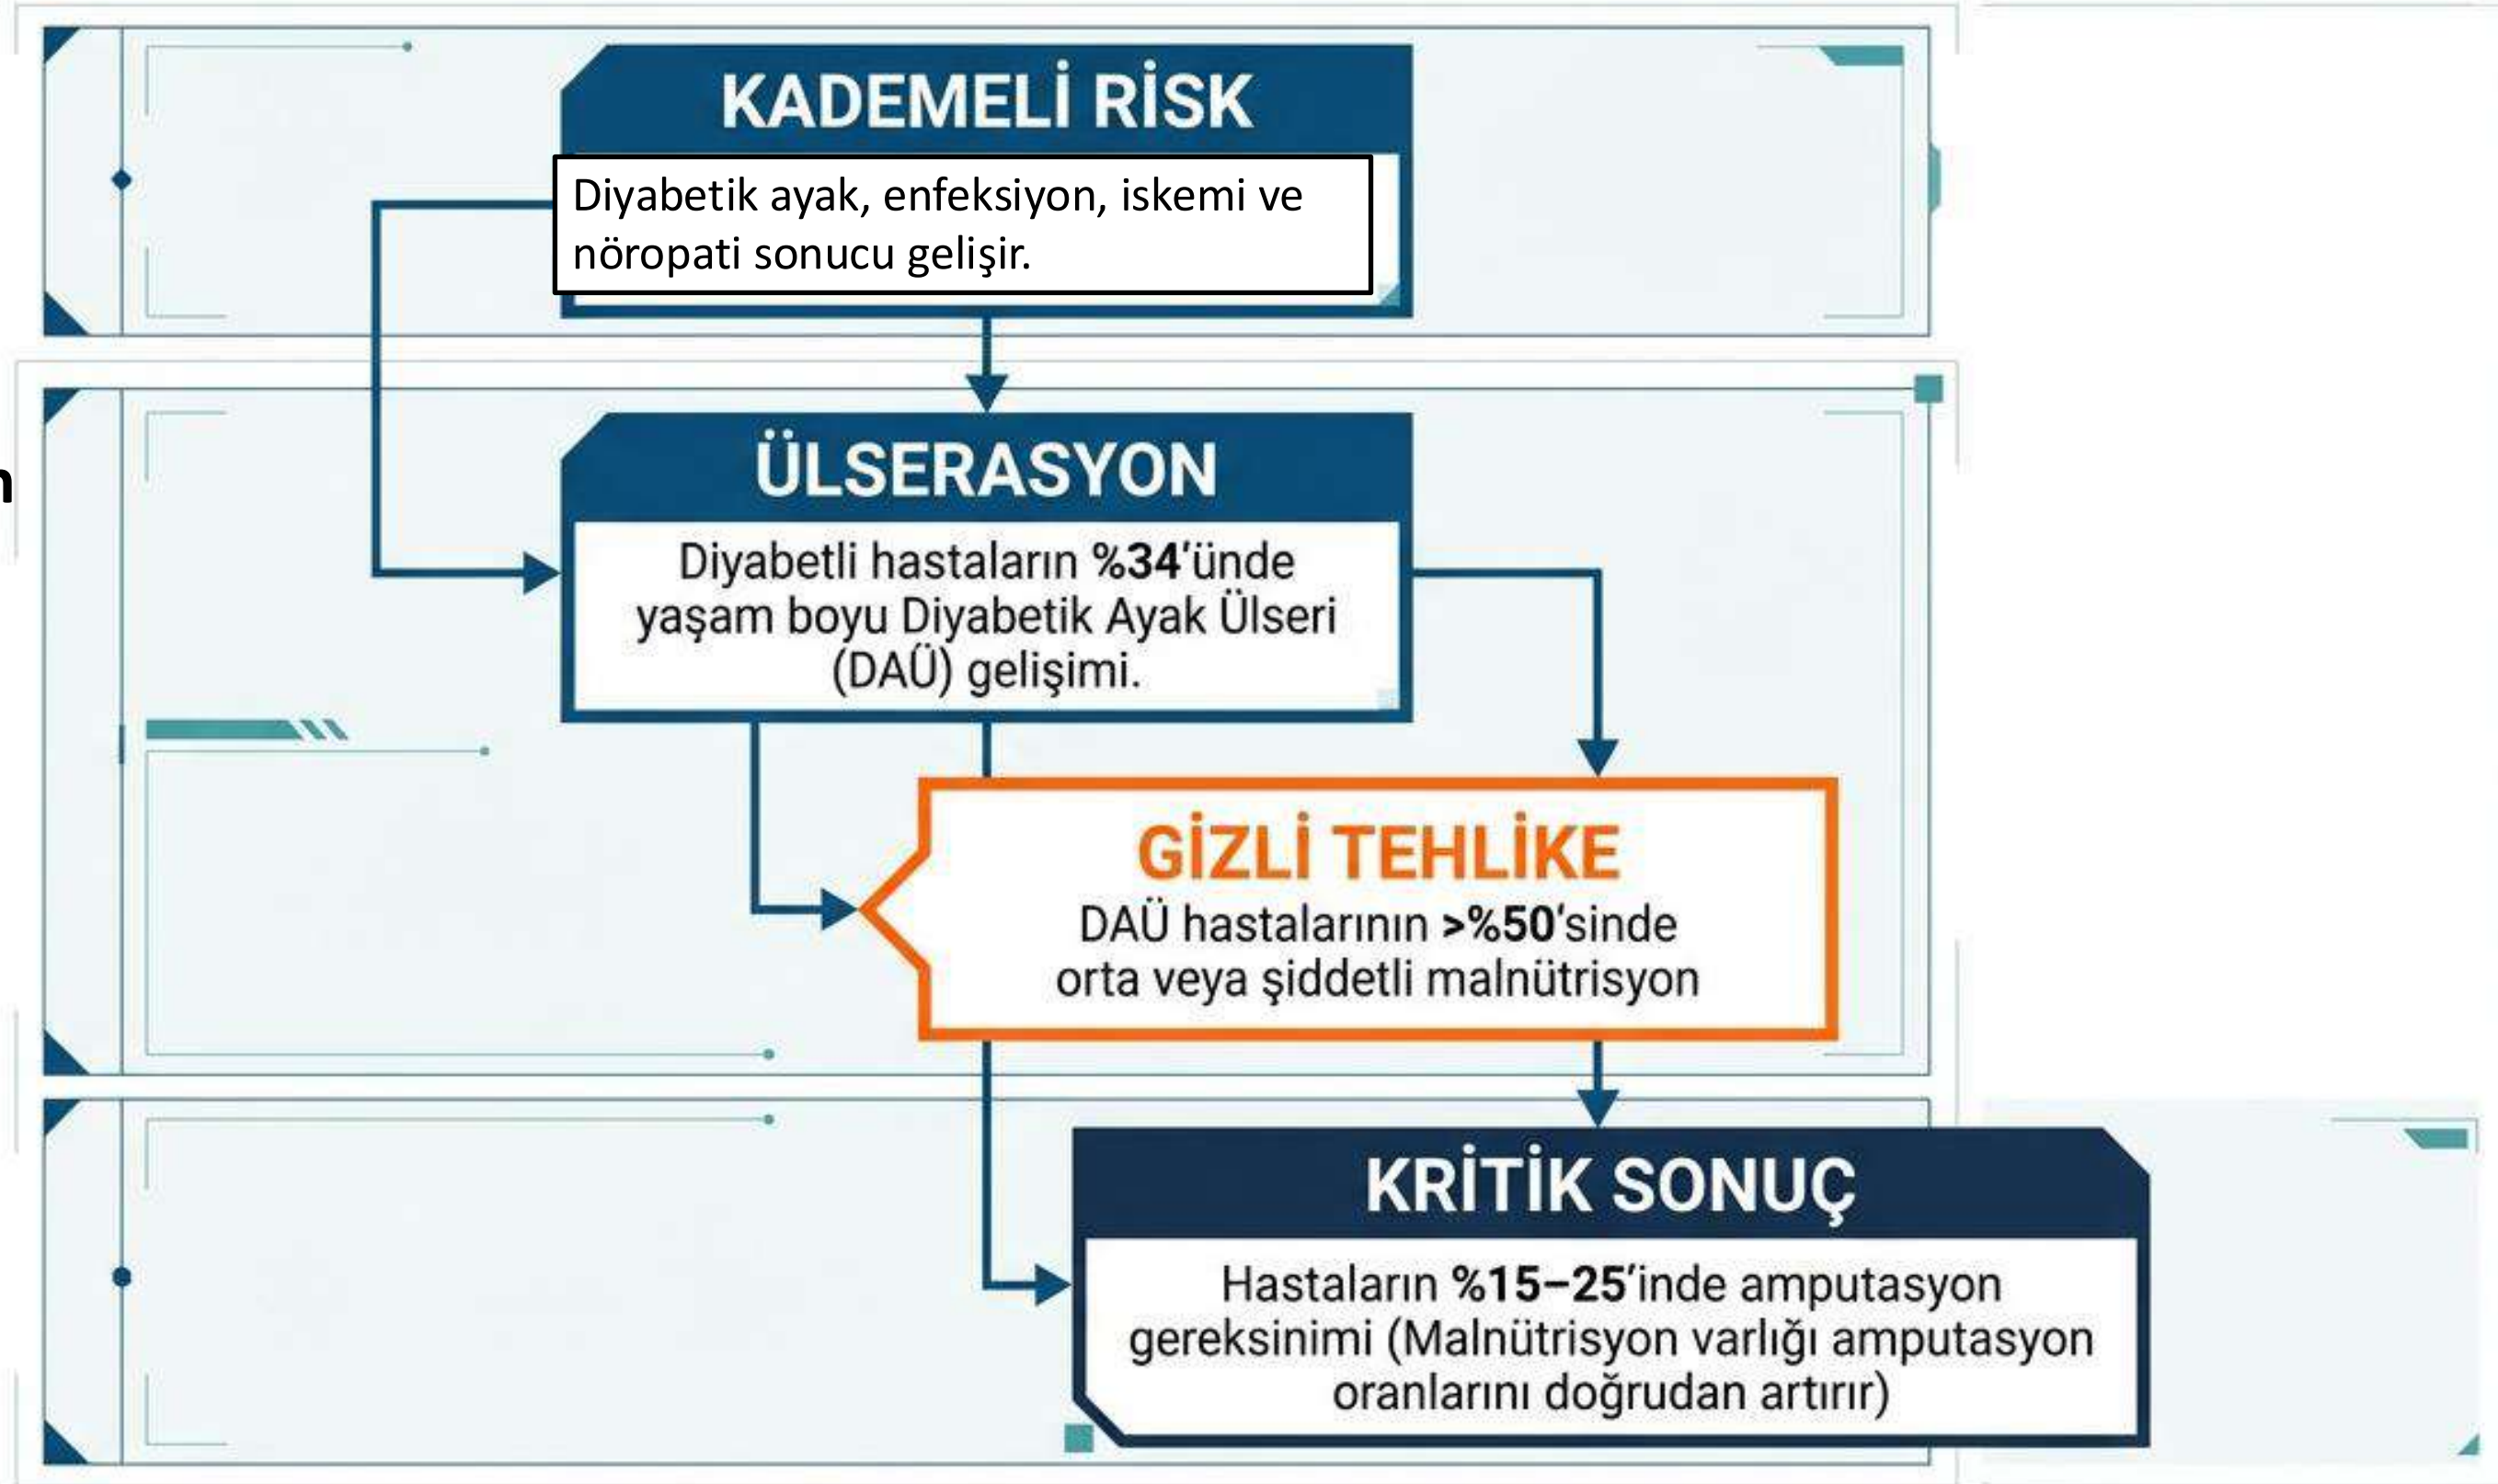 KADEMELİ RİSK
Diyabetik ayak, enfeksiyon, iskemi ve
nöropati sonucu gelişir.
ÜLSERASYON
Diyabetli hastaların %34'ünde
yaşam boyu Diyabetik Ayak Ülseri
(DAÜ) gelişimi.
GİZLİ TEHLİKE
DAÜ hastalarının >%50'sinde
orta veya şiddetli malnütrisyon
KRİTİK SONUÇ
Hastaların %15–25'inde amputasyon
gereksinimi (Malnütrisyon varlığı amputasyon
oranlarını doğrudan artırır)